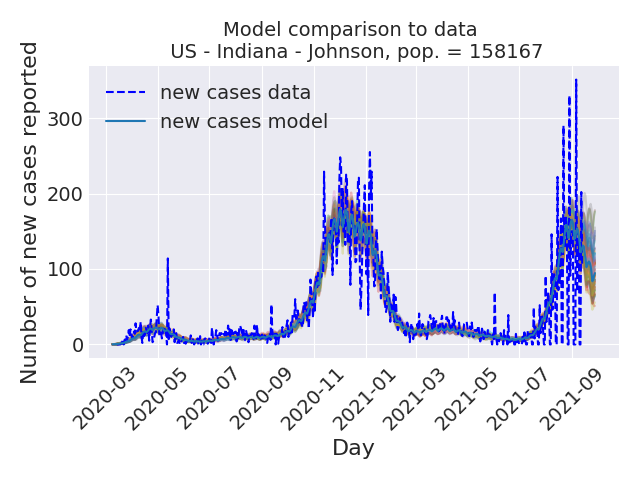 Model comparison to data
US - Indiana - Johnson, pop. = 158167
new cases data
new cases model
Number of new cases reported
300
200
100
0
2020-03
2020-05
2020-07
2020-09
2020-11
2021-01
2021-03
2021-05
2021-07
2021-09
Day